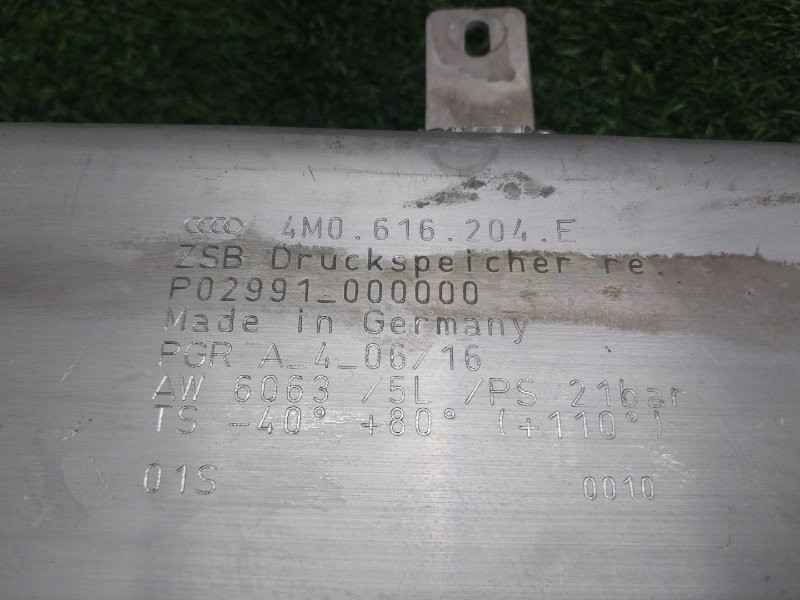 4M0.616.204.E
ZSB Druckspeicher re
P02991_000000
Made in Germany
PGR A_4_06/16
AW 6063 /5L /PS 21bar
TS -40° +80° (+110°)
01S
0010